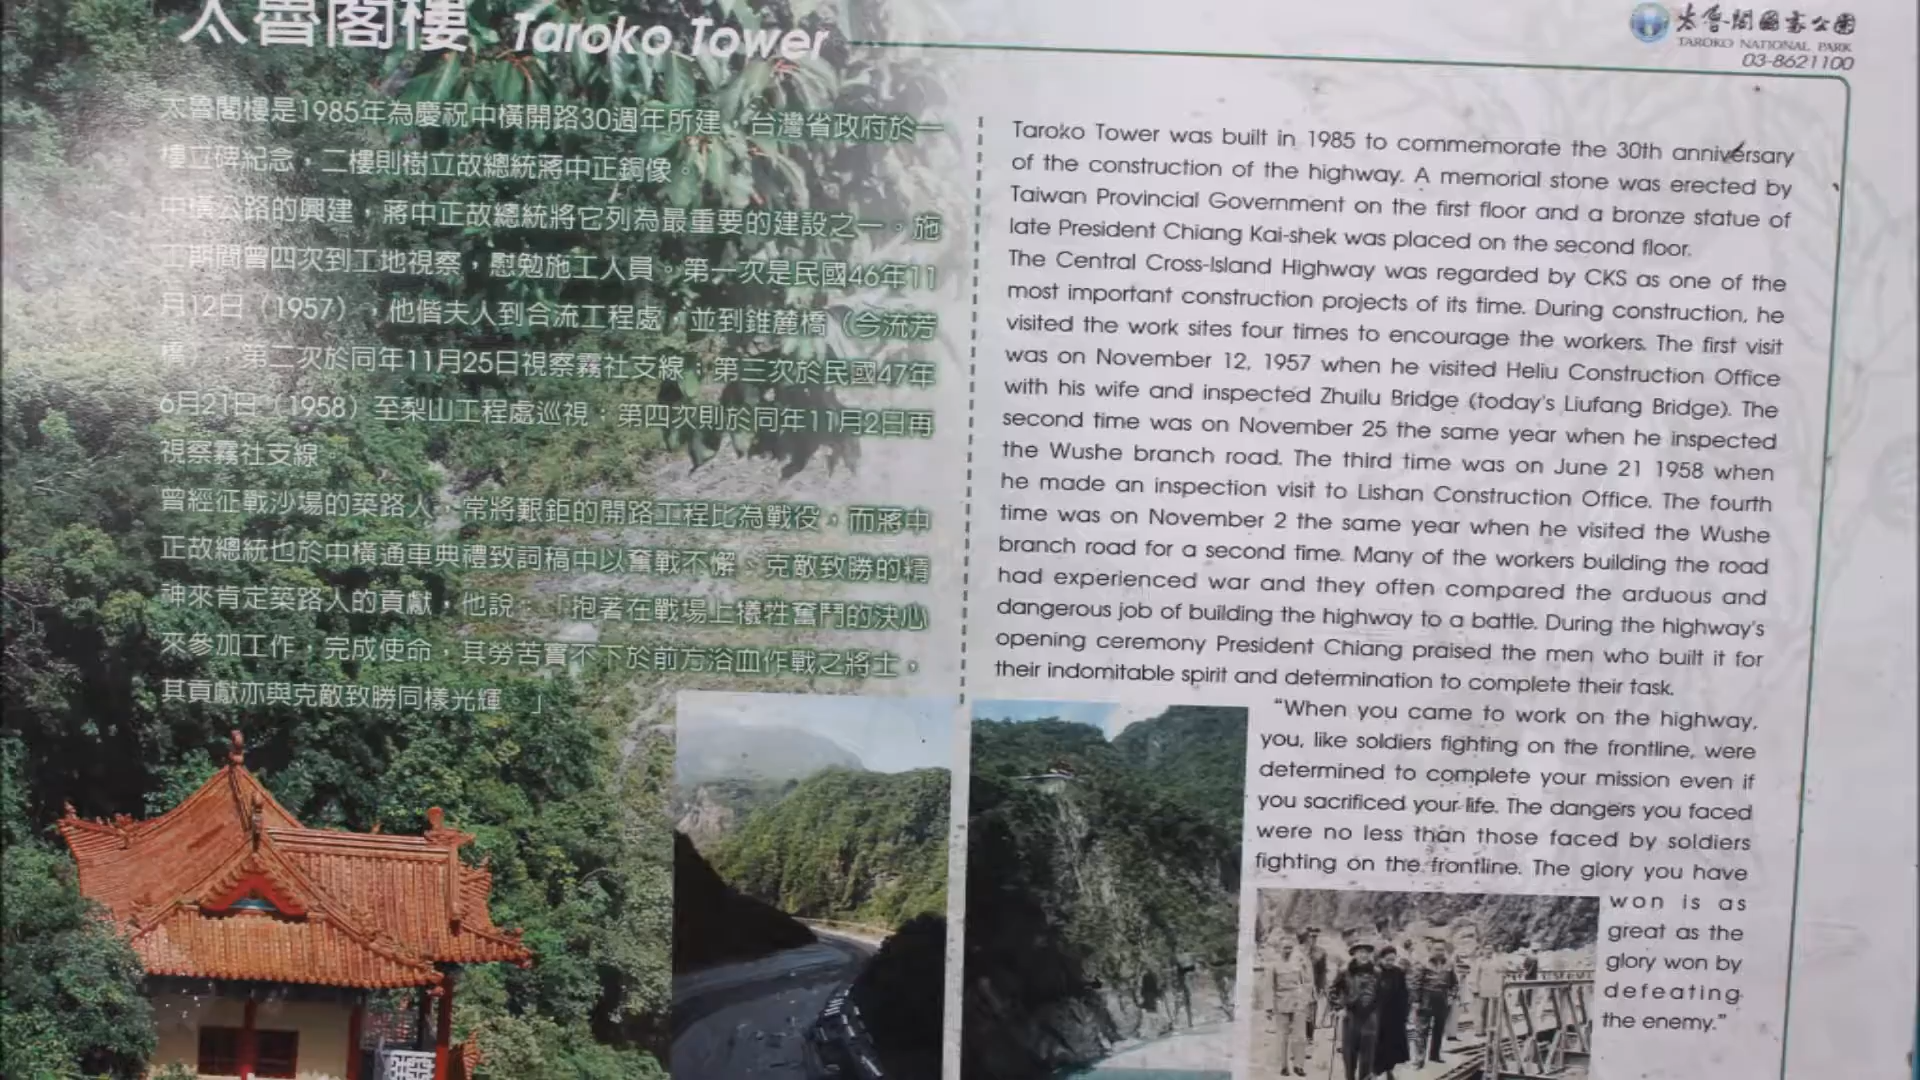 太魯閣樓 Taroko Tower
太魯閣國家公園
TAROKO NATIONAL PARK
03-8621100
太魯閣樓是1985年為慶祝中橫開路30週年所建，台灣省政府於一
樓立碑紀念，二樓則樹立故總統蔣中正銅像。
中橫公路的興建，蔣中正故總統將它列為最重要的建設之一。施
工期間曾四次到工地視察，慰勉施工人員。第一次是民國46年11
月12日（1957），他偕夫人到合流工程處，並到錐麓橋（今流芳
橋），第二次於同年11月25日視察霧社支線；第三次於民國47年
6月21日（1958）至梨山工程處巡視；第四次則於同年11月2日再
視察霧社支線。
曾經征戰沙場的築路人，常將艱鉅的開路工程比為戰役，而蔣中
正故總統也於中橫通車典禮致詞稿中以奮戰不懈、克敵致勝的精
神來肯定築路人的貢獻，他說：「抱著在戰場上犧牲奮鬥的決心
來參加工作，完成使命，其勞苦實不下於前方浴血作戰之將士，
其貢獻亦與克敵致勝同樣光輝。」
Taroko Tower was built in 1985 to commemorate the 30th anniversary
of the construction of the highway. A memorial stone was erected by
Taiwan Provincial Government on the first floor and a bronze statue of
late President Chiang Kai-shek was placed on the second floor.
The Central Cross-Island Highway was regarded by CKS as one of the
most important construction projects of its time. During construction, he
visited the work sites four times to encourage the workers. The first visit
was on November 12, 1957 when he visited Heliu Construction Office
with his wife and inspected Zhuilu Bridge (today's Liufang Bridge). The
second time was on November 25 the same year when he inspected
the Wushe branch road. The third time was on June 21 1958 when
he made an inspection visit to Lishan Construction Office. The fourth
time was on November 2 the same year when he visited the Wushe
branch road for a second time. Many of the workers building the road
had experienced war and they often compared the arduous and
dangerous job of building the highway to a battle. During the highway's
opening ceremony President Chiang praised the men who built it for
their indomitable spirit and determination to complete their task.
"When you came to work on the highway,
you, like soldiers fighting on the frontline, were
determined to complete your mission even if
you sacrificed your life. The dangers you faced
were no less than those faced by soldiers
fighting on the frontline. The glory you have
won is as
great as the
glory won by
defeating
the enemy."